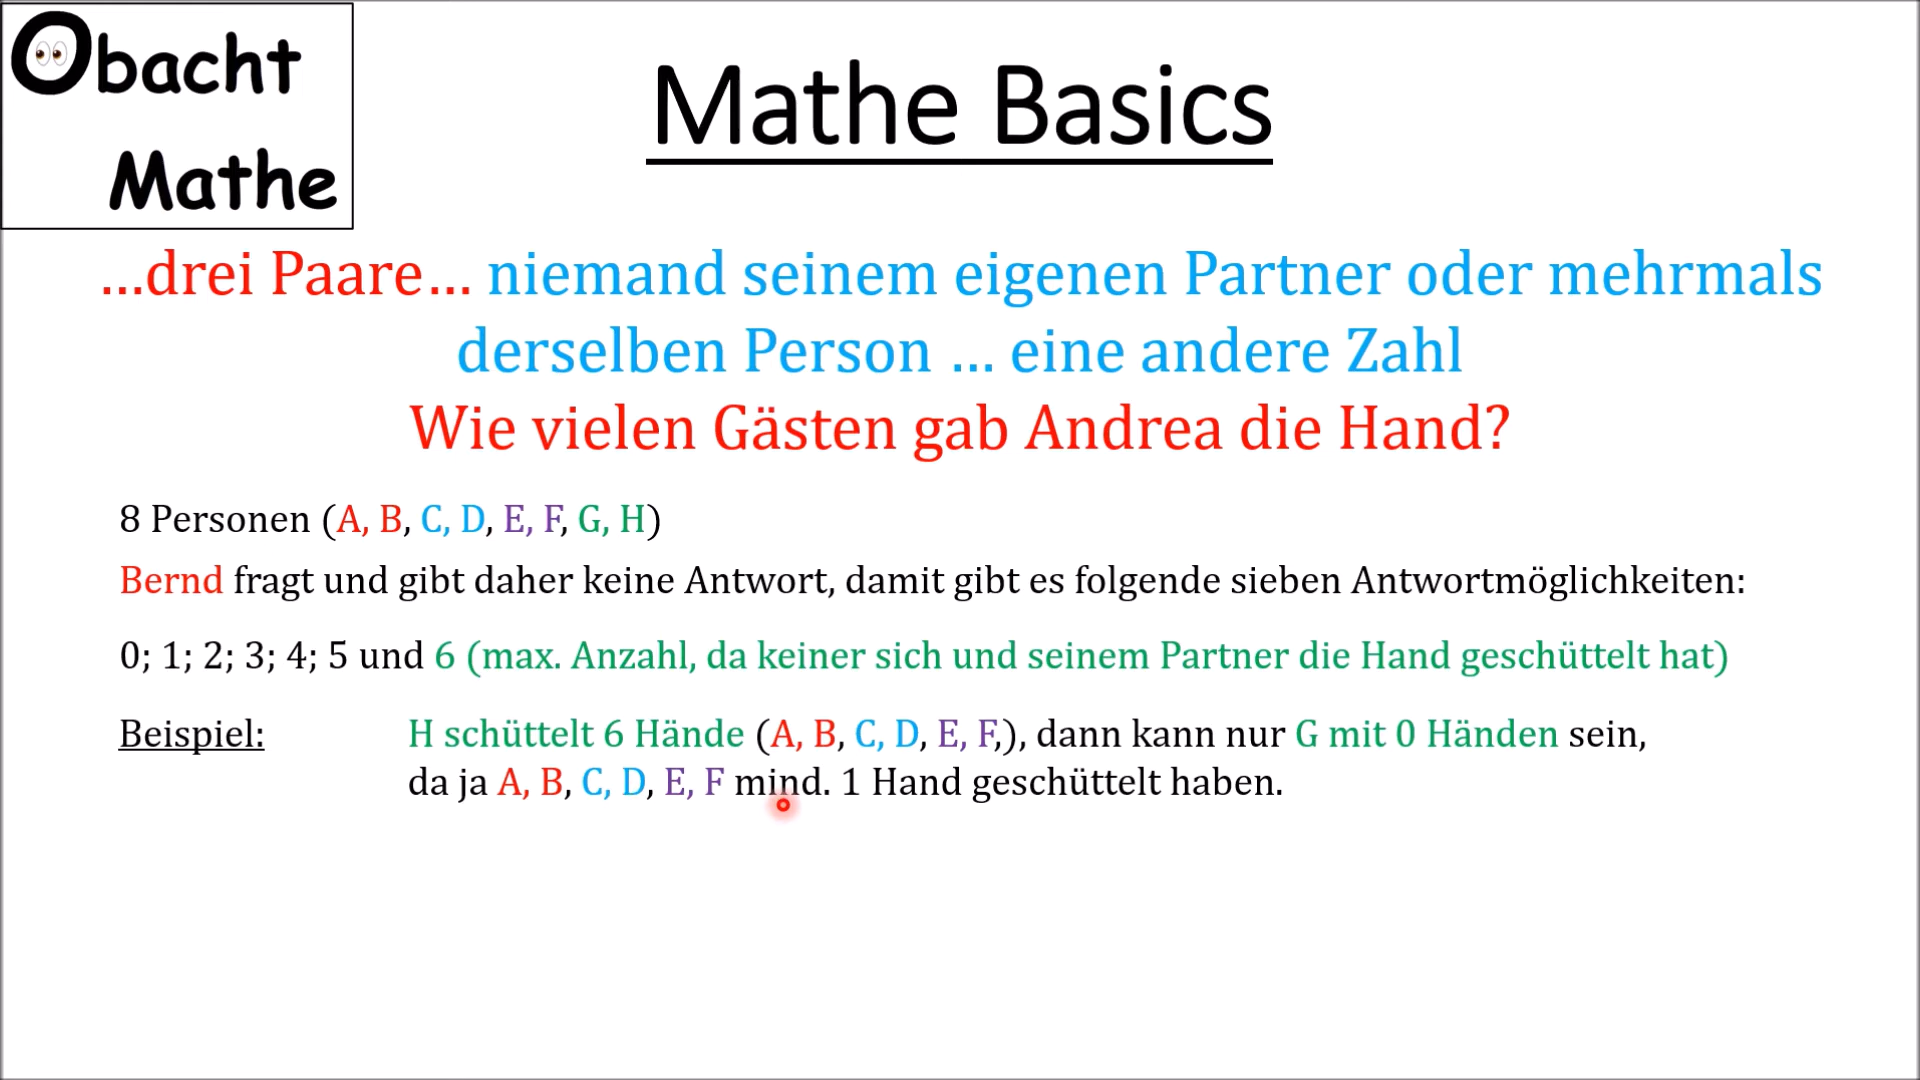 Obacht
Mathe
Mathe Basics
...drei Paare... niemand seinem eigenen Partner oder mehrmals
derselben Person ... eine andere Zahl
Wie vielen Gästen gab Andrea die Hand?
8 Personen (A, B, C, D, E, F, G, H)
Bernd fragt und gibt daher keine Antwort, damit gibt es folgende sieben Antwortmöglichkeiten:
0; 1; 2; 3; 4; 5 und 6 (max. Anzahl, da keiner sich und seinem Partner die Hand geschüttelt hat)
Beispiel: H schüttelt 6 Hände (A, B, C, D, E, F,), dann kann nur G mit 0 Händen sein,
da ja A, B, C, D, E, F mind. 1 Hand geschüttelt haben.